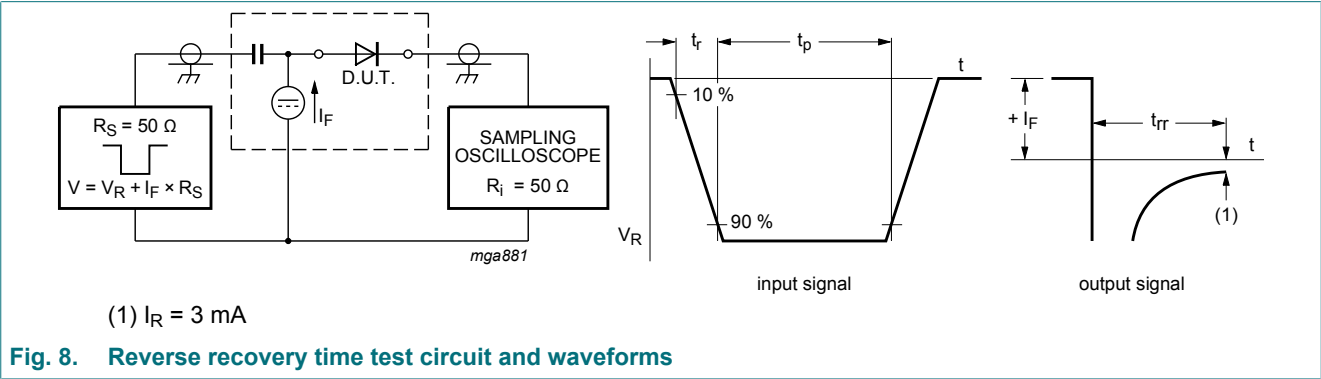 D.U.T.
I_F
R_S = 50 Ω
V = V_R + I_F × R_S
SAMPLING
OSCILLOSCOPE
R_i = 50 Ω
mga881
t_r
t_p
t
10 %
90 %
V_R
input signal
+ I_F
t_rr
t
(1)
output signal
(1) I_R = 3 mA
Fig. 8. Reverse recovery time test circuit and waveforms